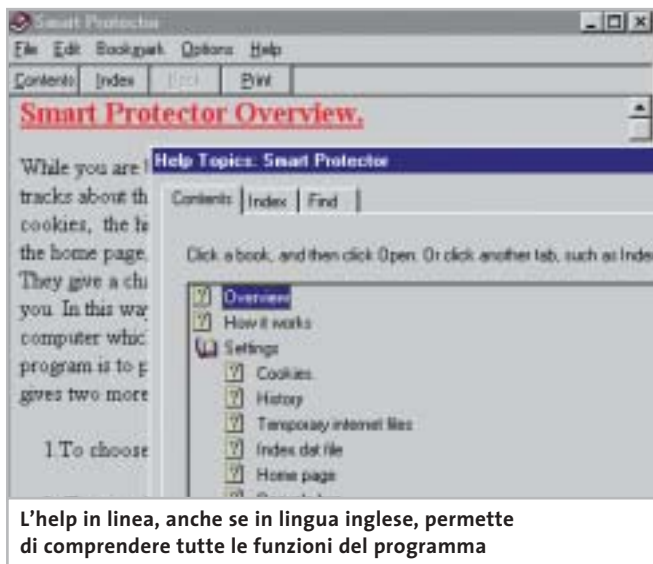 Smart Protector
File Edit Bookmark Options Help
Contents Index Print
Smart Protector Overview.
While you are
tracks about th
cookies, the
the home page,
They give a
you. In this way
computer whic
program is to
gives two more
1.To choose
Help Topics: Smart Protector
Contents Index Find
Click a book, and then click Open. Or click another tab, such as Inde
Overview
How it works
Settings
Cookies
History
Temporary internet files
Index dat file
Home page
L'help in linea, anche se in lingua inglese, permette
di comprendere tutte le funzioni del programma